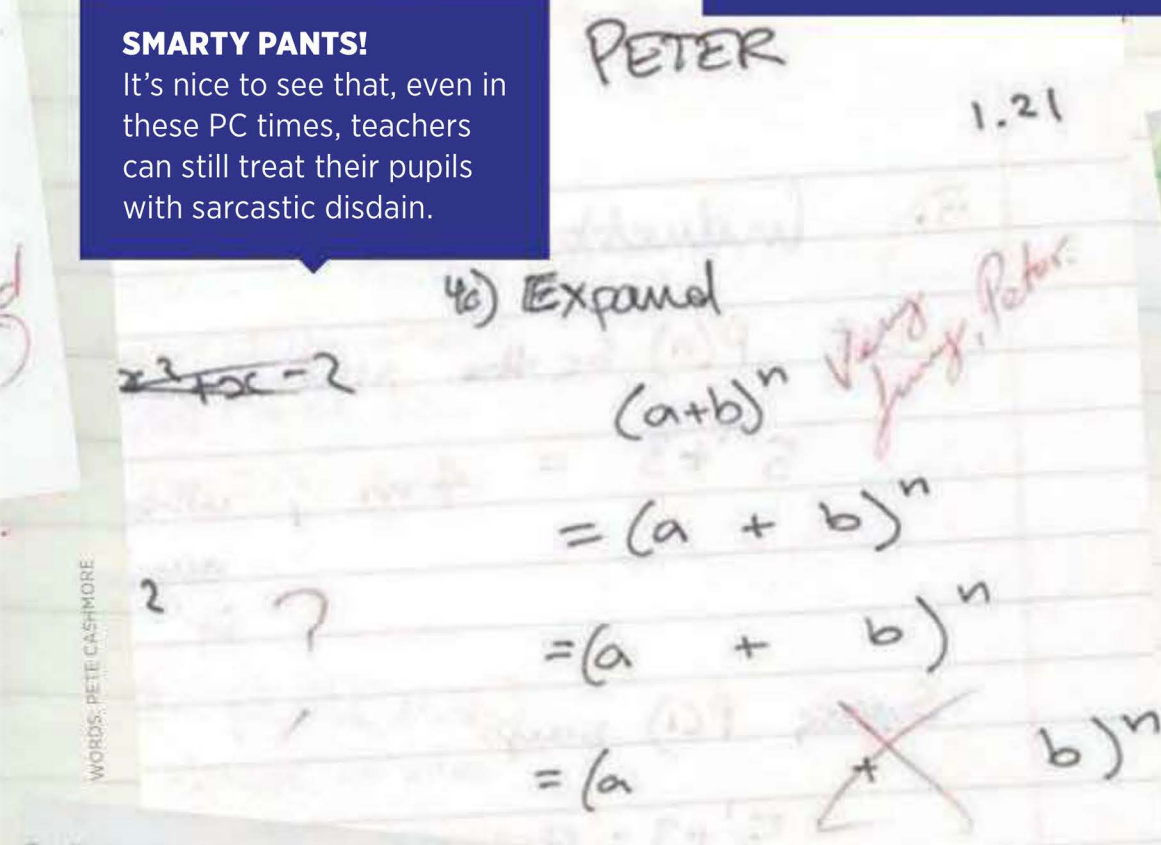 SMARTY PANTS!
It's nice to see that, even in
these PC times, teachers
can still treat their pupils
with sarcastic disdain.
PETER
1.21
4c) Expand
Very
funny, Peter.
x² + x - 2
(a+b)ⁿ
= (a + b)ⁿ
2 ?
= (a + b)ⁿ
= (a + b)ⁿ
WORDS: PETE CASHMORE